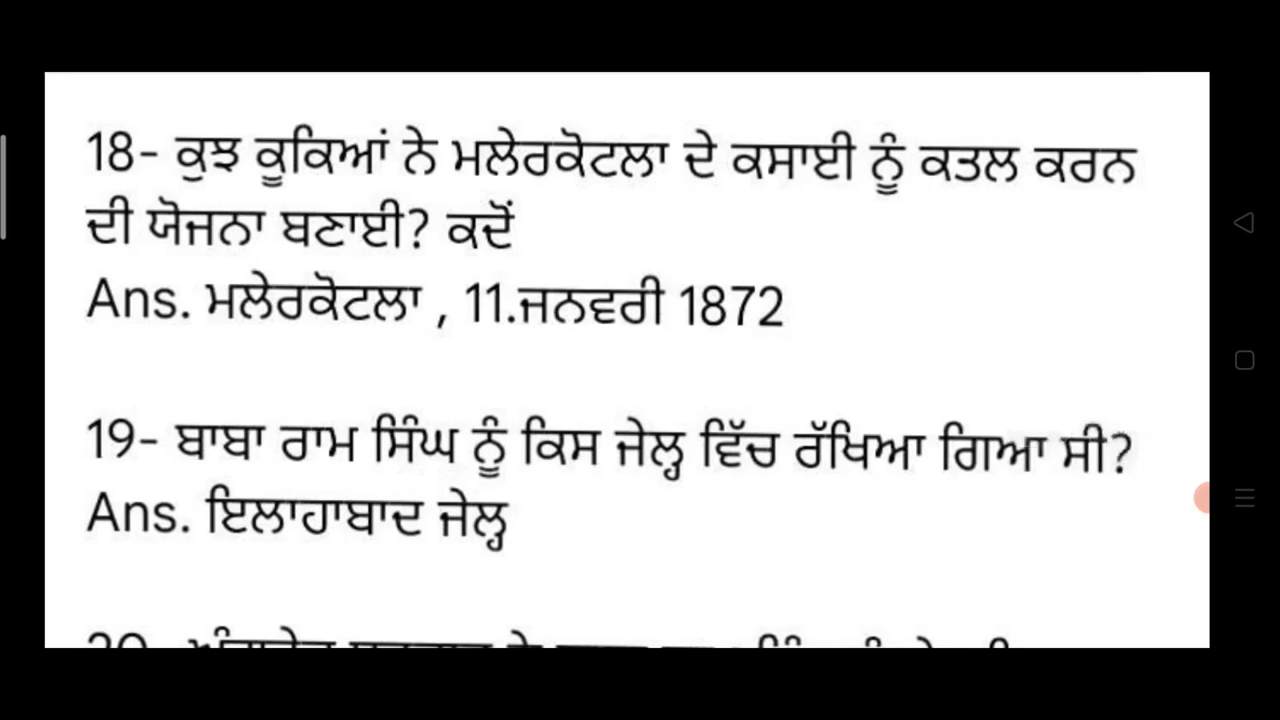 18- ਕੁਝ ਕੂਕਿਆਂ ਨੇ ਮਲੇਰਕੋਟਲਾ ਦੇ ਕਸਾਈ ਨੂੰ ਕਤਲ ਕਰਨ
ਦੀ ਯੋਜਨਾ ਬਣਾਈ? ਕਦੋਂ
Ans. ਮਲੇਰਕੋਟਲਾ , 11.ਜਨਵਰੀ 1872
19- ਬਾਬਾ ਰਾਮ ਸਿੰਘ ਨੂੰ ਕਿਸ ਜੇਲ੍ਹ ਵਿੱਚ ਰੱਖਿਆ ਗਿਆ ਸੀ?
Ans. ਇਲਾਹਾਬਾਦ ਜੇਲ੍ਹ